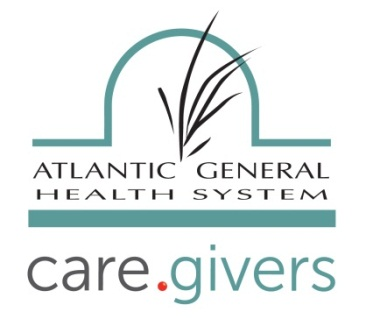 ATLANTIC GENERAL
HEALTH SYSTEM
care.givers